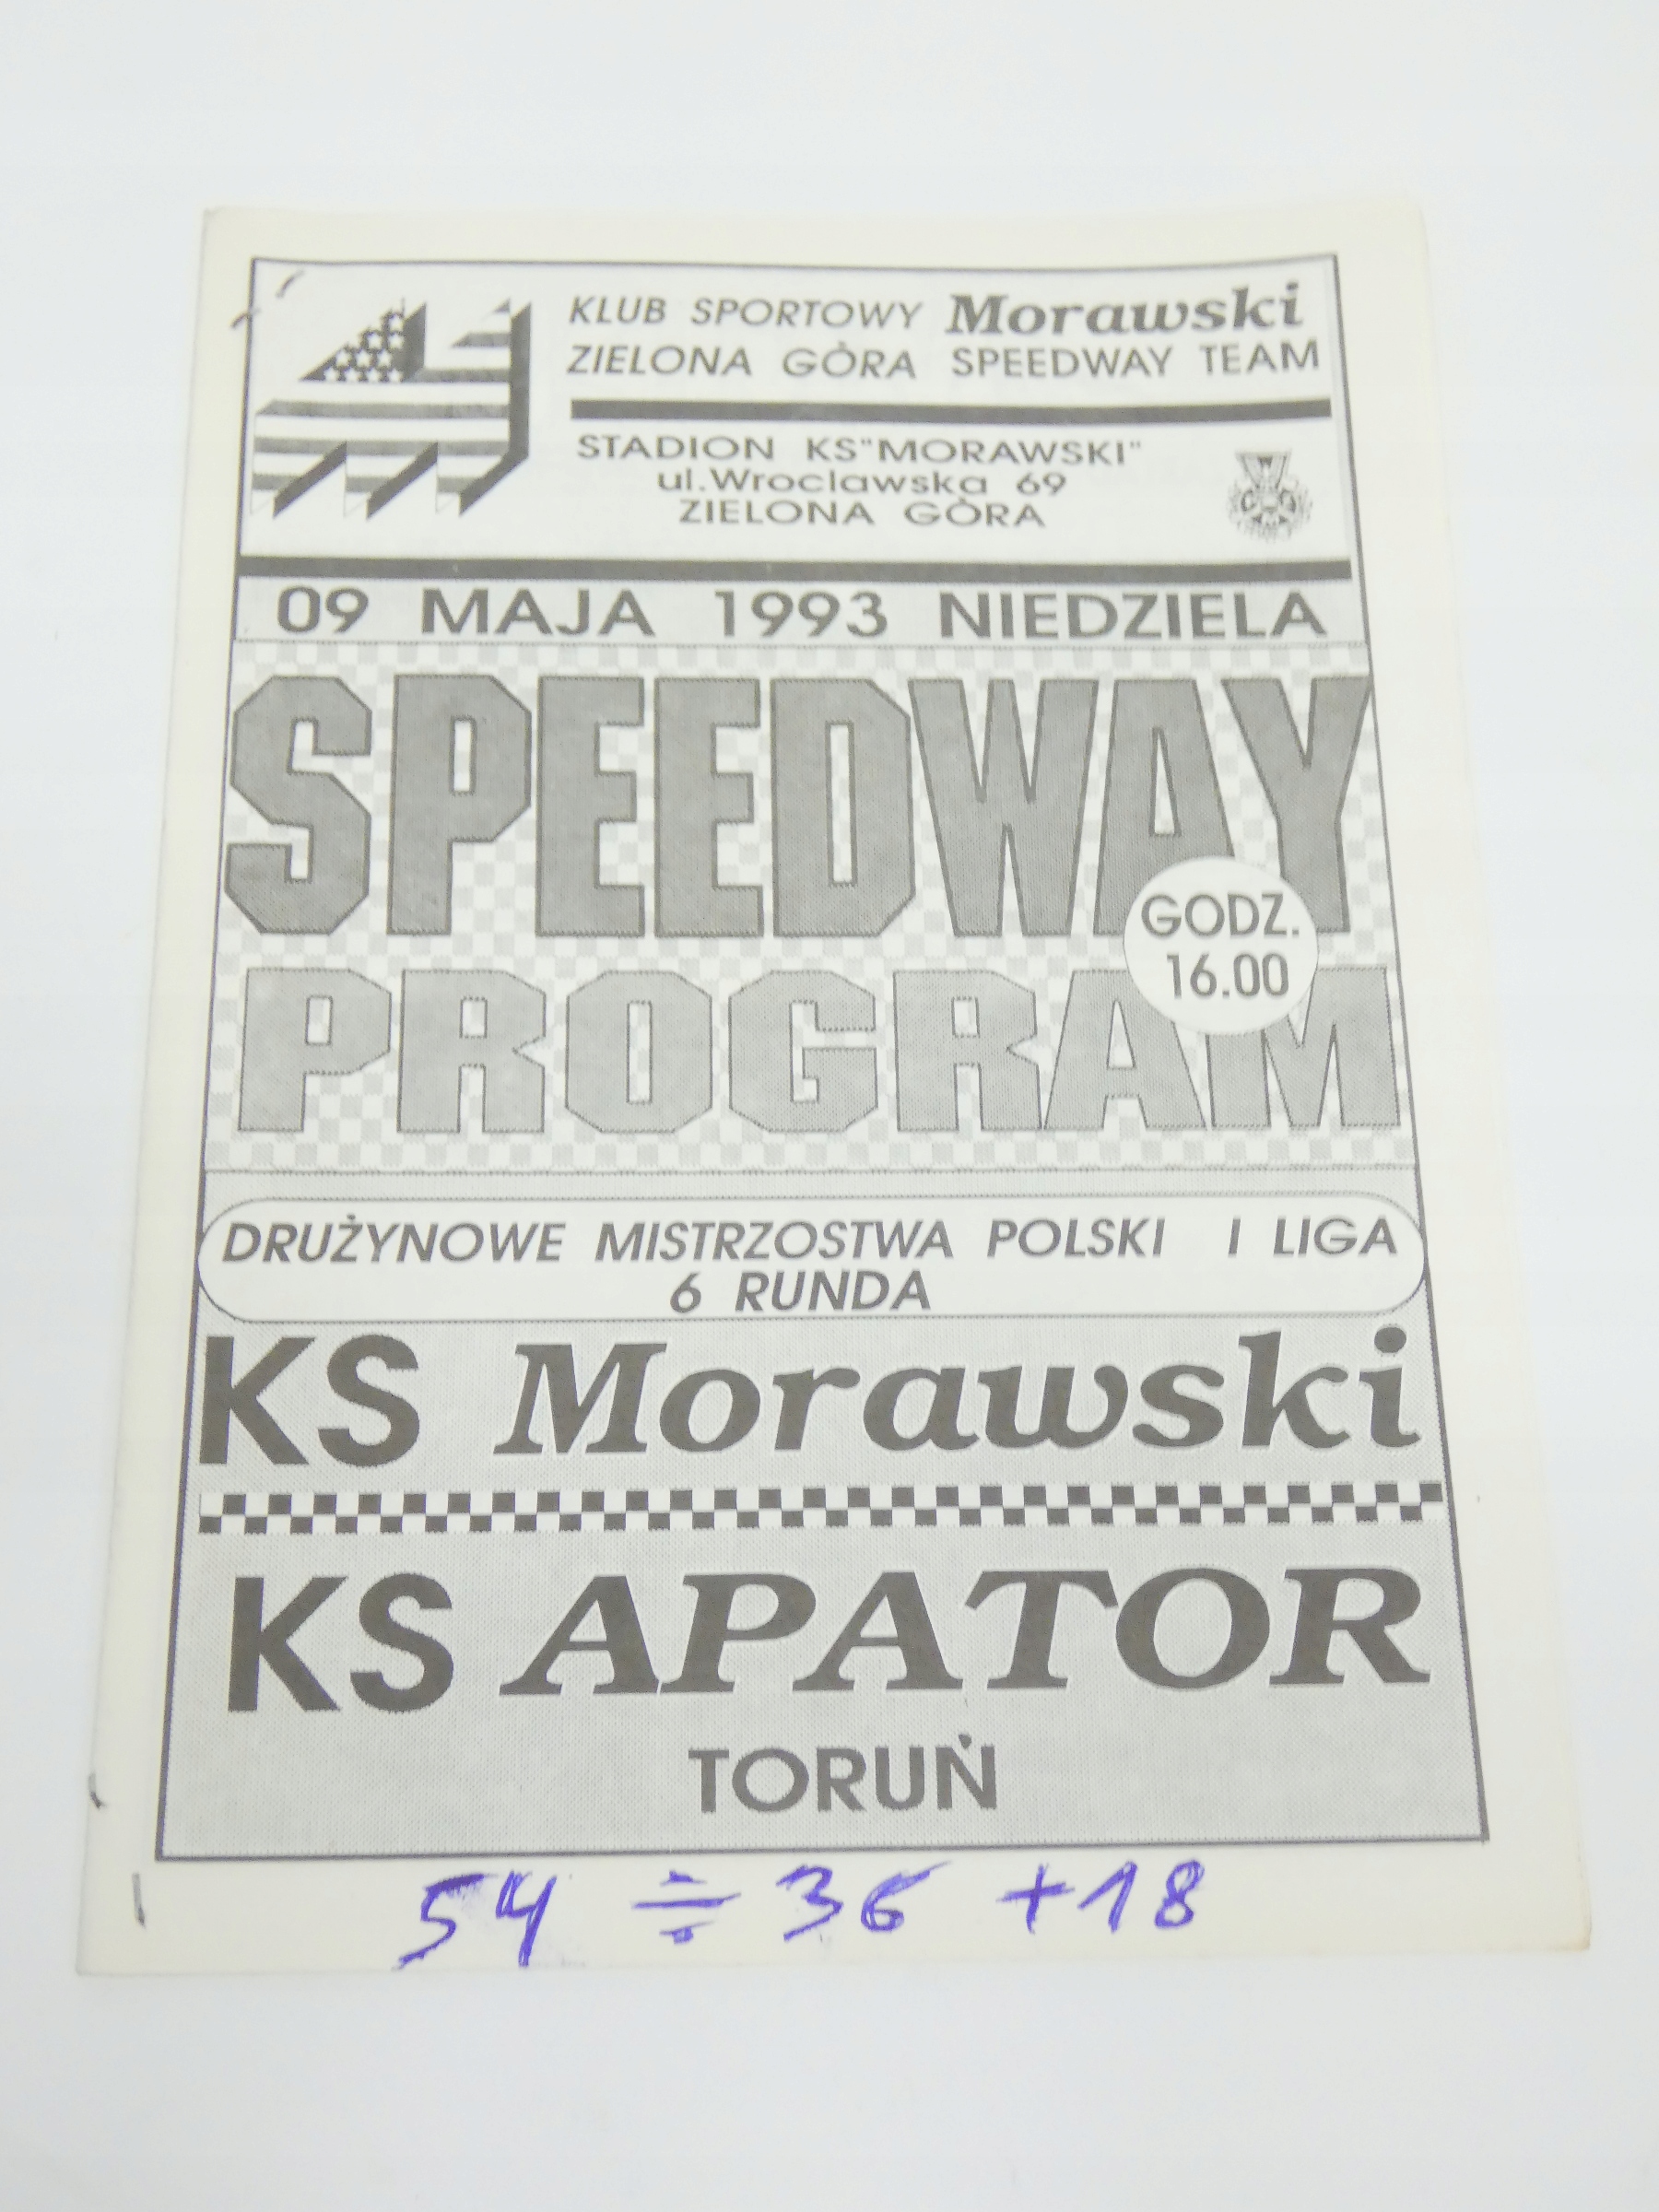 KLUB SPORTOWY Morawski
ZIELONA GÓRA SPEEDWAY TEAM
STADION KS"MORAWSKI"
ul.Wroclawska 69
ZIELONA GÓRA
09 MAJA 1993 NIEDZIELA
SPEEDWAY
GODZ.
16.00
PROGRAM
DRUŻYNOWE MISTRZOSTWA POLSKI I LIGA
6 RUNDA
KS Morawski
KS APATOR
TORUŃ
54 ÷ 36 +18